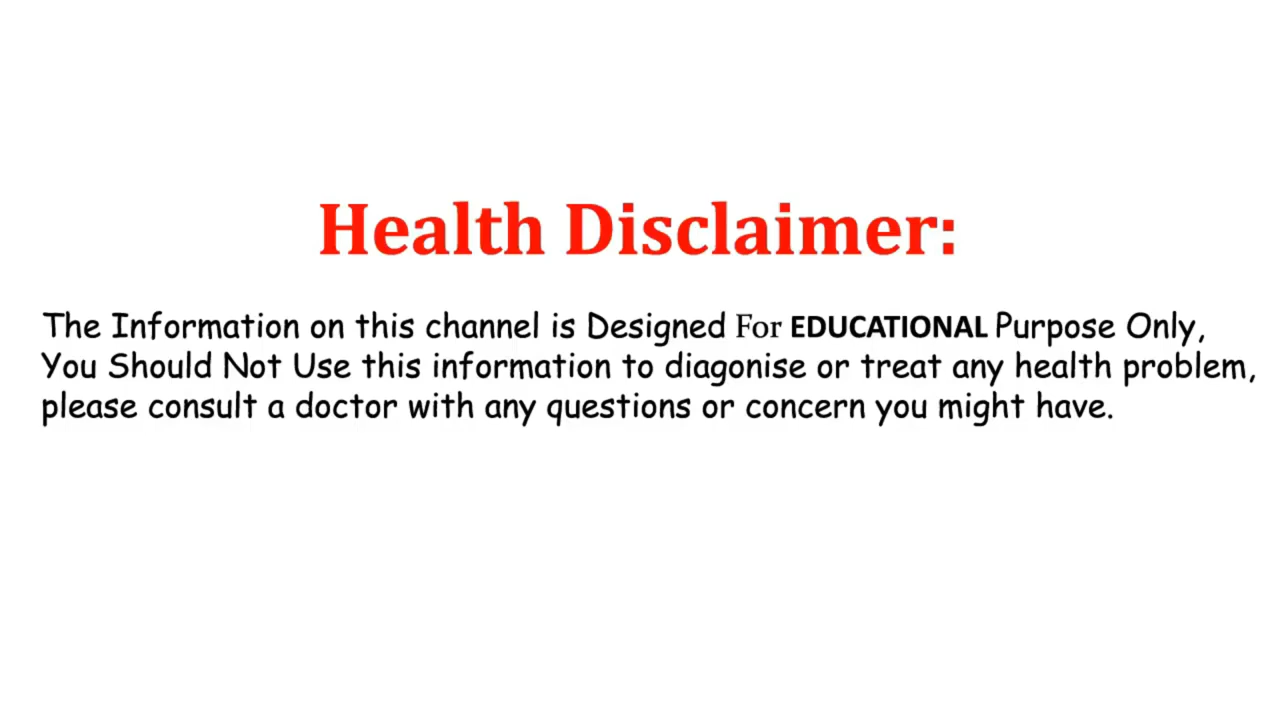 Health Disclaimer:
The Information on this channel is Designed For EDUCATIONAL Purpose Only,
You Should Not Use this information to diagonise or treat any health problem,
please consult a doctor with any questions or concern you might have.